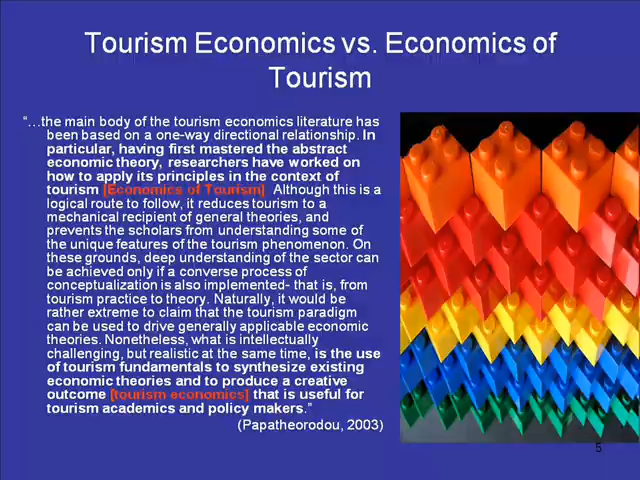 Tourism Economics vs. Economics of
Tourism
“…the main body of the tourism economics literature has
been based on a one-way directional relationship. In
particular, having first mastered the abstract
economic theory, researchers have worked on
how to apply its principles in the context of
tourism [Economics of Tourism]. Although this is a
logical route to follow, it reduces tourism to a
mechanical recipient of general theories, and
prevents the scholars from understanding some of
the unique features of the tourism phenomenon. On
these grounds, deep understanding of the sector can
be achieved only if a converse process of
conceptualization is also implemented- that is, from
tourism practice to theory. Naturally, it would be
rather extreme to claim that the tourism paradigm
can be used to drive generally applicable economic
theories. Nonetheless, what is intellectually
challenging, but realistic at the same time, is the use
of tourism fundamentals to synthesize existing
economic theories and to produce a creative
outcome [tourism economics] that is useful for
tourism academics and policy makers.”
(Papatheorodou, 2003)
5